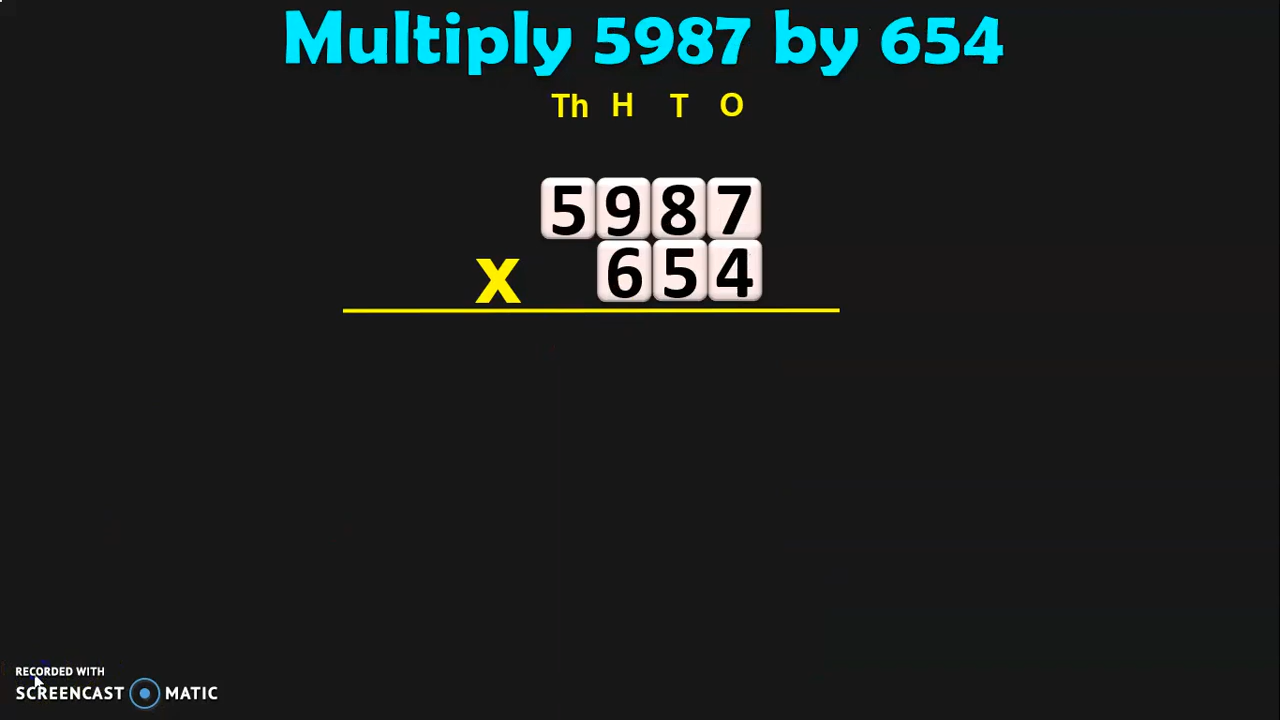 Multiply 5987 by 654
Th H T O
5987
x 654
RECORDED WITH
SCREENCAST MATIC